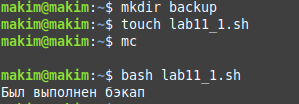 makim@makim:~$ mkdir backup
makim@makim:~$ touch lab11_1.sh
makim@makim:~$ mc
makim@makim:~$ bash lab11_1.sh
Был выполнен бэкап